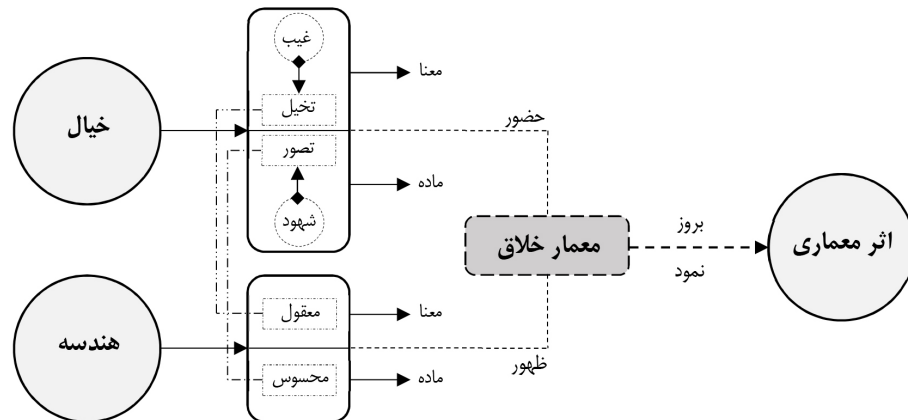 خیال
غیب
تخیل
تصور
شهود
معنا
ماده
حضور
معمار خلاق
بروز
نمود
اثر معماری
هندسه
معقول
محسوس
معنا
ماده
ظهور